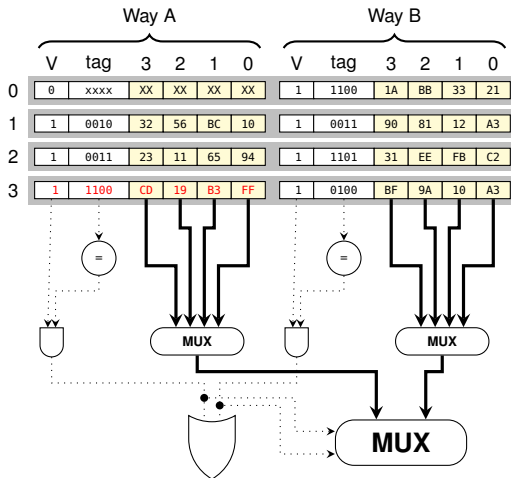 Way A Way B
V tag 3 2 1 0 V tag 3 2 1 0
0 0 xxxx XX XX XX XX 1 1100 1A BB 33 21
1 1 0010 32 56 BC 10 1 0011 90 81 12 A3
2 1 0011 23 11 65 94 1 1101 31 EE FB C2
3 1 1100 CD 19 B3 FF 1 0100 BF 9A 10 A3
= =
MUX MUX
MUX